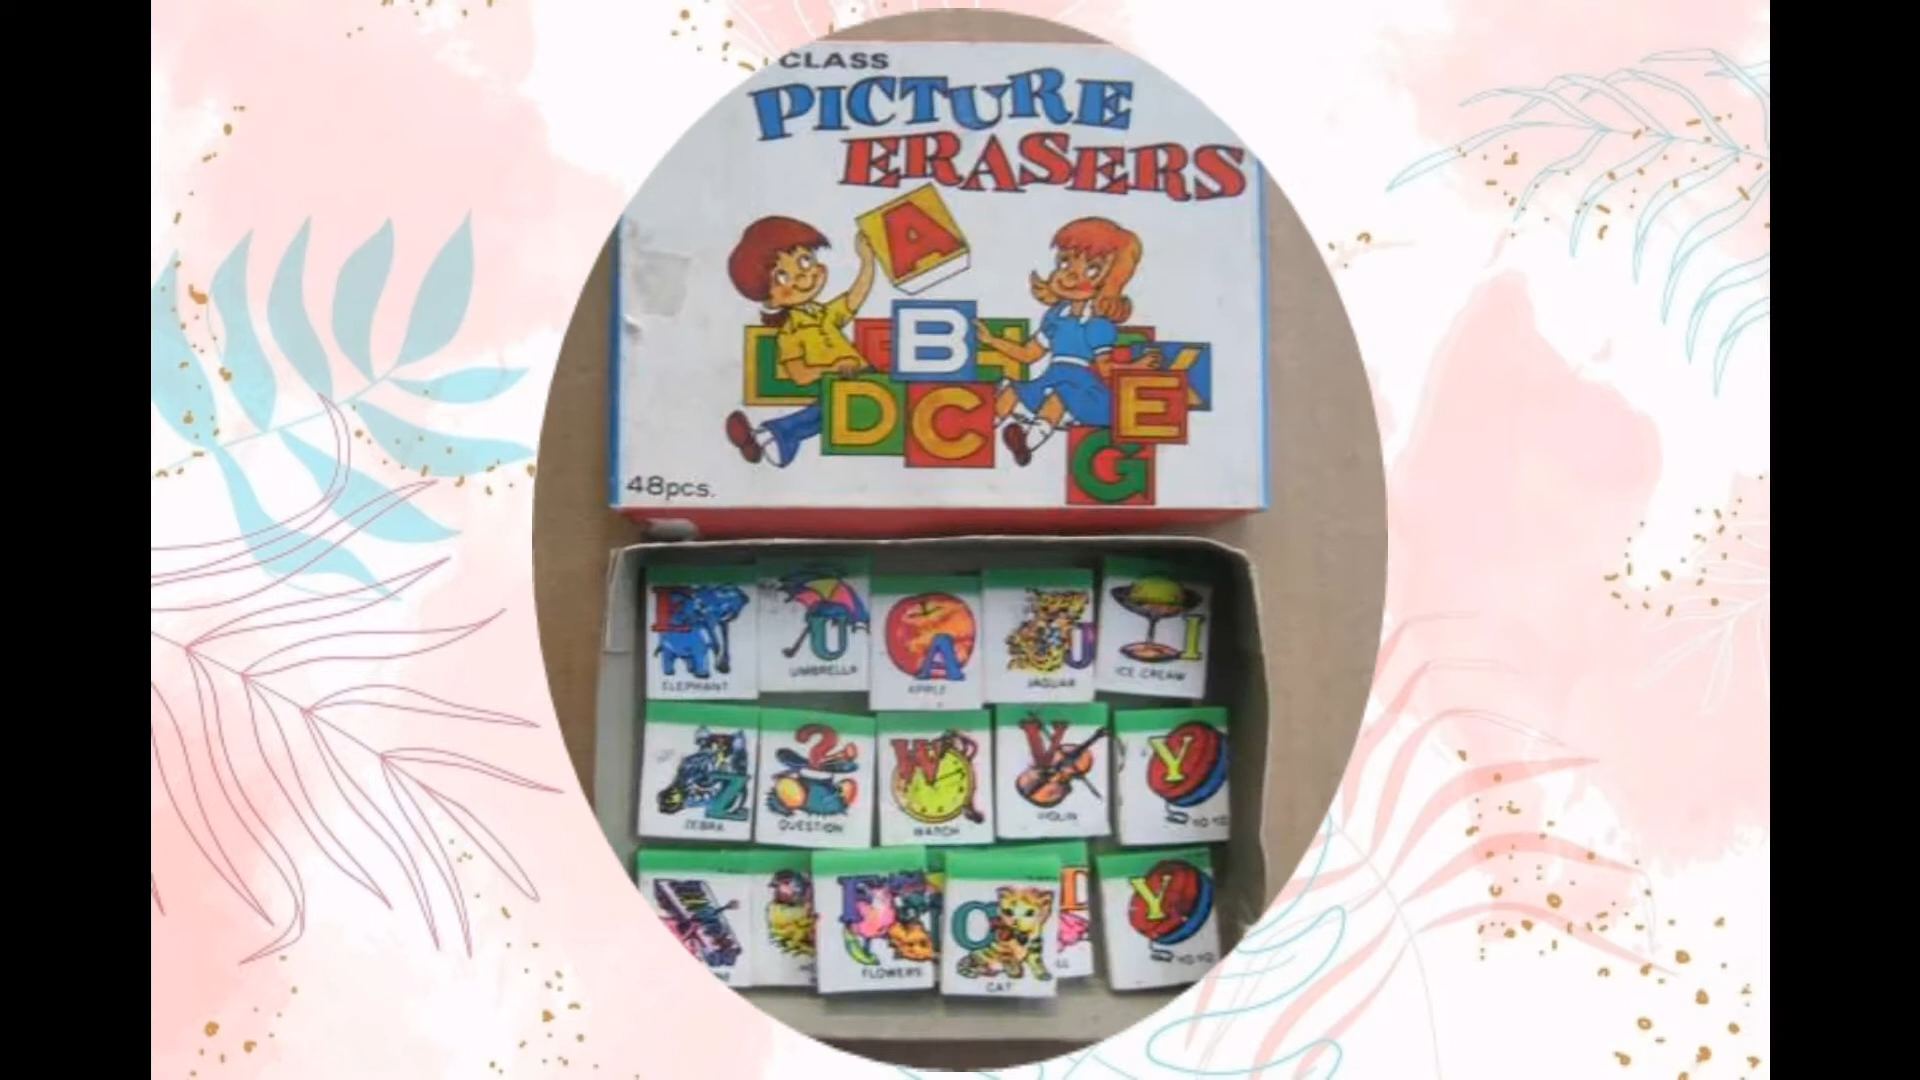 CLASS
PICTURE
ERASERS
A
B
D C E
G
48pcs.
E U A J I
ELEPHANT UMBRELLA APPLE JAGUAR ICE CREAM
Z ? W V Y
ZEBRA QUESTION WATCH VIOLIN YO-YO
F C D Y
FLOWERS CAT LL YO-YO